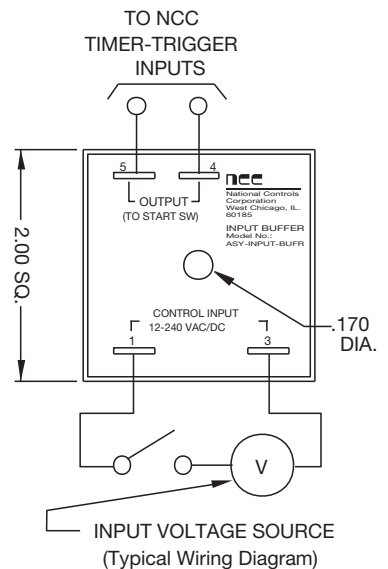 TO NCC
TIMER-TRIGGER
INPUTS
5
4
OUTPUT
(TO START SW)
ncc
National Controls
Corporation
West Chicago, IL.
60185
INPUT BUFFER
Model No.:
ASY-INPUT-BUFR
2.00 SQ.
CONTROL INPUT
12-240 VAC/DC
1
3
.170
DIA.
V
INPUT VOLTAGE SOURCE
(Typical Wiring Diagram)